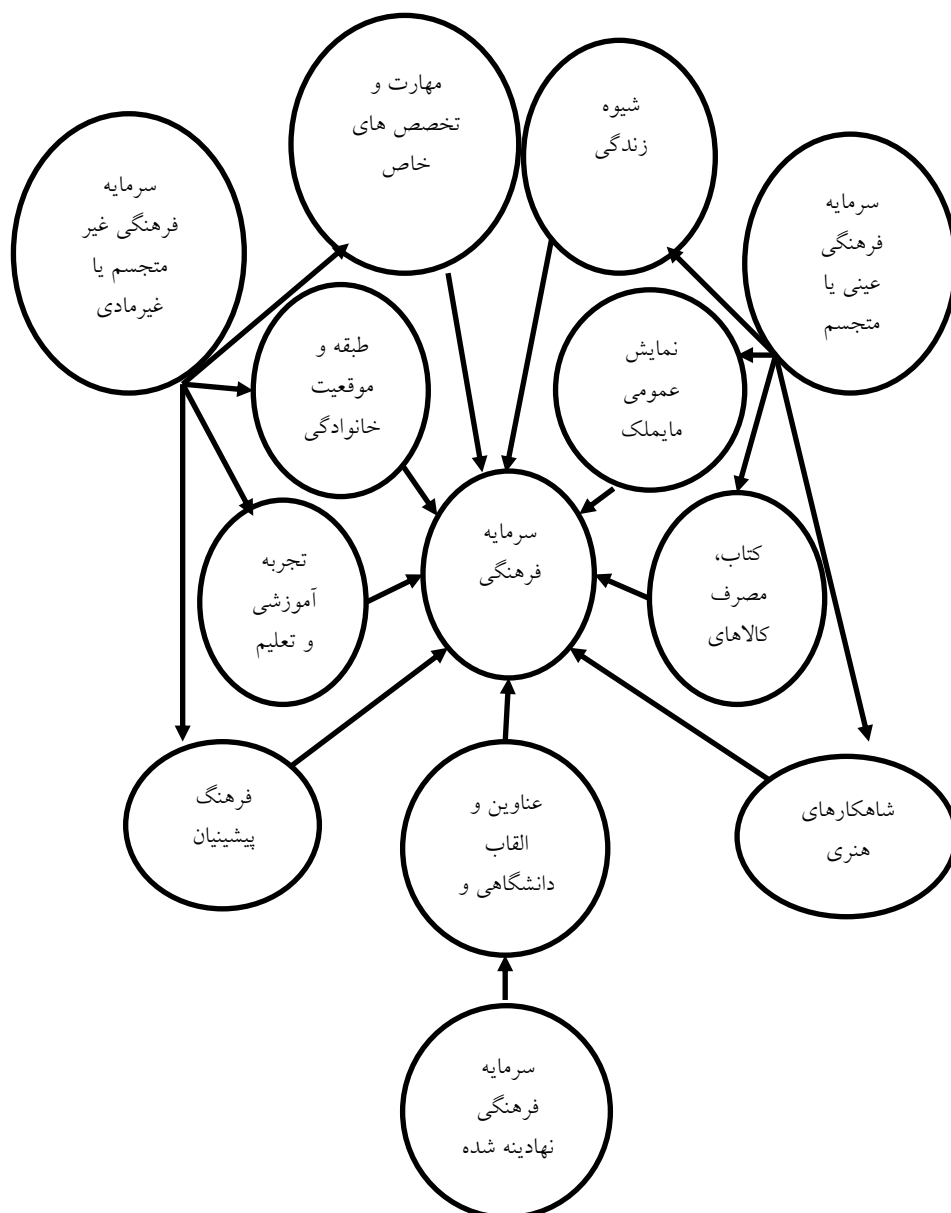 مهارت و
تخصص های
خاص
شیوه
زندگی
سرمایه
فرهنگی عینی یا
متجسم
سرمایه
فرهنگی غیر
متجسم یا
غیرمادی
نمایش
عمومی
مایملک
طبقه و
موقعیت
خانوادگی
سرمایه
فرهنگی
کتاب،
مصرف
کالاهای
تجربه
آموزشی
و تعلیم
شاهکارهای
هنری
عناوین و
القاب
دانشگاهی و
فرهنگ
پیشینیان
سرمایه
فرهنگی
نهادینه شده